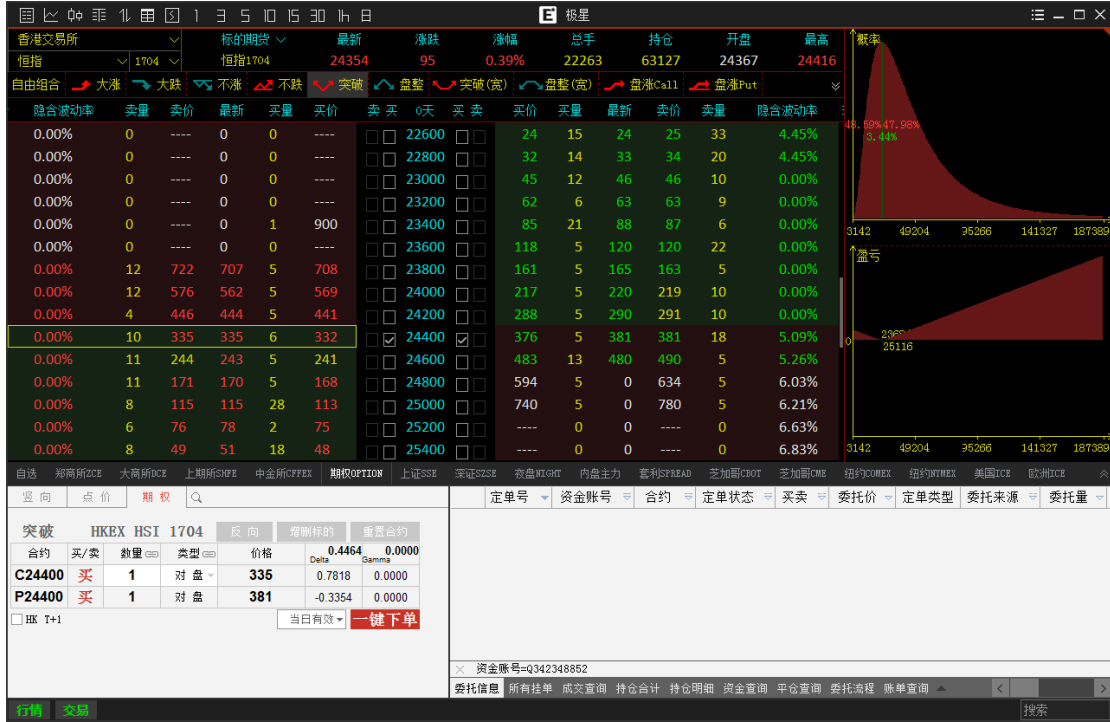 1 3 5 10 15 30 1h 日 E 极星
香港交易所 标的期货 最新 涨跌 涨幅 总手 持仓 开盘 最高
恒指 1704 恒指1704 24354 95 0.39% 22263 63127 24367 24416
自由组合 大涨 大跌 不涨 不跌 突破 盘整 突破(宽) 盘整(宽) 盘涨Call 盘涨Put
隐含波动率 卖量 卖价 最新 买量 买价 卖 买 0天 买 卖 买价 买量 最新 卖价 卖量 隐含波动率
0.00% 0 ---- 0 0 ---- 22600 24 15 24 25 33 4.45%
0.00% 0 ---- 0 0 ---- 22800 32 14 33 34 20 4.45%
0.00% 0 ---- 0 0 ---- 23000 45 12 46 46 10 0.00%
0.00% 0 ---- 0 0 ---- 23200 62 6 63 63 9 0.00%
0.00% 0 ---- 0 1 900 23400 85 21 88 87 6 0.00%
0.00% 0 ---- 0 0 ---- 23600 118 5 120 120 22 0.00%
0.00% 12 722 707 5 708 23800 161 5 165 163 5 0.00%
0.00% 12 576 562 5 569 24000 217 5 220 219 10 0.00%
0.00% 4 446 444 5 441 24200 288 5 290 291 10 0.00%
0.00% 10 335 335 6 332 24400 376 5 381 381 18 5.09%
0.00% 11 244 243 5 241 24600 483 13 480 490 5 5.26%
0.00% 11 171 170 5 168 24800 594 5 0 634 5 6.03%
0.00% 8 115 115 28 113 25000 740 5 0 780 5 6.21%
0.00% 6 76 78 2 75 25200 ---- 0 0 ---- 0 6.63%
0.00% 8 49 51 18 48 25400 ---- 0 0 ---- 0 6.83%
概率
48.59% 47.98%
3.44%
3142 49204 95266 141327 187389
盈亏
0
25116
3142 49204 95266 141327 187389
自选 郑商所ZCE 大商所DCE 上期所SHFE 中金所CFFEX 期权OPTION 上证SSE 深证SZSE 夜盘NIGHT 内盘主力 套利SPREAD 芝加哥CBOT 芝加哥CME 纽约COMEX 纽约NYMEX 美国ICE 欧洲ICE
竖 向 点 价 期 权
突破 HKEX HSI 1704 反 向 增删标的 重置合约
合约 买/卖 数量 类型 价格 0.4464 Delta 0.0000 Gamma
C24400 买 1 对 盘 335 0.7818 0.0000
P24400 买 1 对 盘 381 -0.3354 0.0000
HK T+1 当日有效 一键下单
定单号 资金账号 合约 定单状态 买卖 委托价 定单类型 委托来源 委托量
资金账号=Q342348852
委托信息 所有挂单 成交查询 持仓合计 持仓明细 资金查询 平仓查询 委托流程 账单查询
行情 交易 搜索